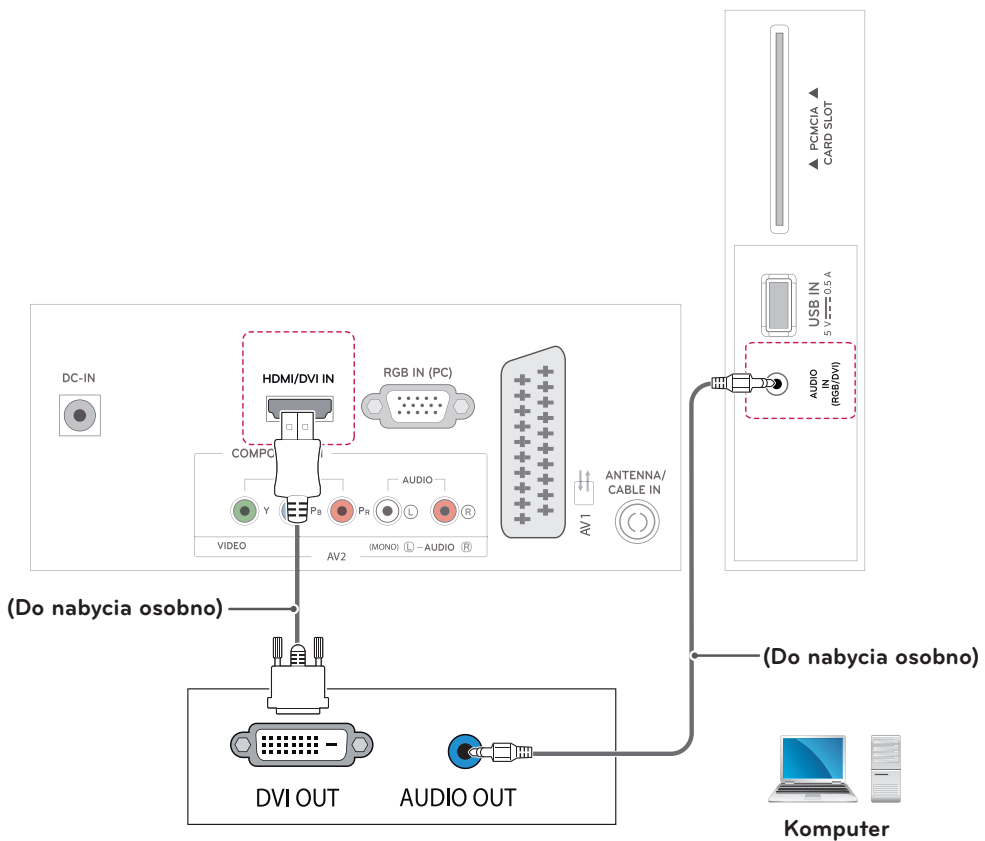 ▲ PCMCIA ▲
CARD SLOT
USB IN
5 V 0.5 A
AUDIO
IN
(RGB/DVI)
DC-IN
HDMI/DVI IN
RGB IN (PC)
AUDIO
Y
PB
PR
L
R
VIDEO
AV2
(MONO) L – AUDIO R
AV1
ANTENNA/
CABLE IN
(Do nabycia osobno)
(Do nabycia osobno)
DVI OUT
AUDIO OUT
Komputer